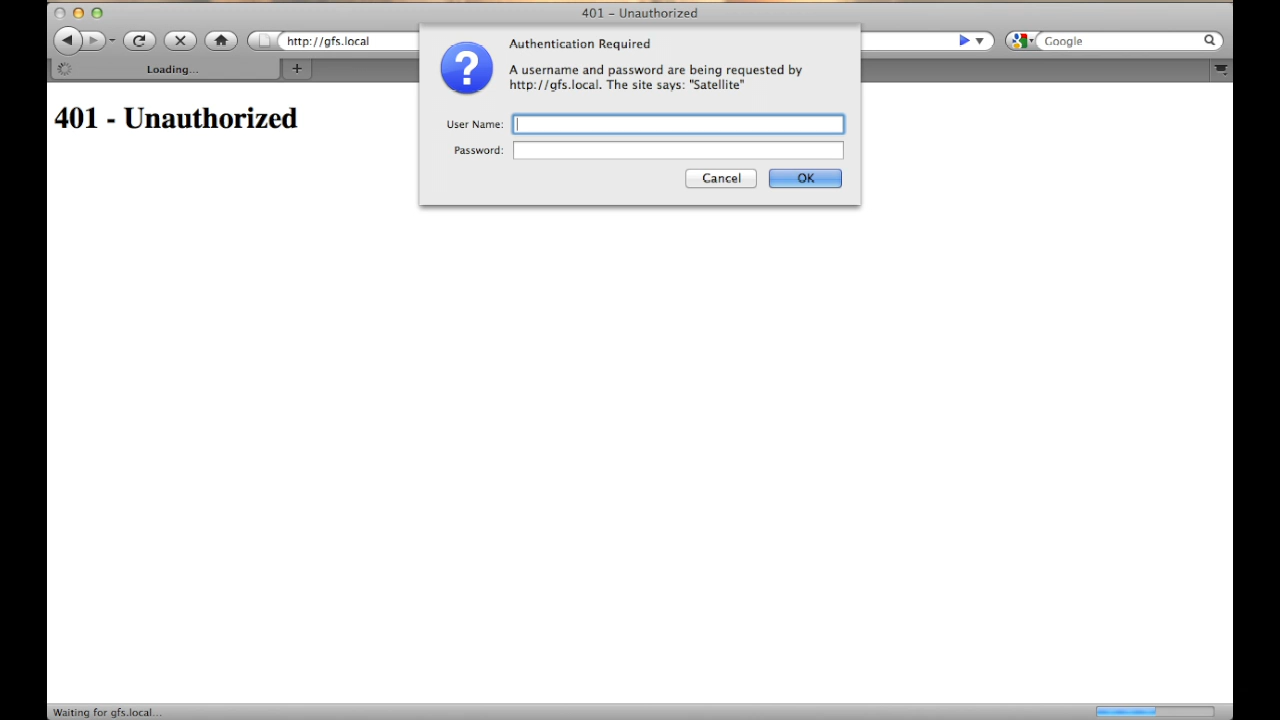 401 – Unauthorized
http://gfs.local
Google
Loading...
Authentication Required
A username and password are being requested by
http://gfs.local. The site says: "Satellite"
User Name:
Password:
Cancel
OK
401 - Unauthorized
Waiting for gfs.local...